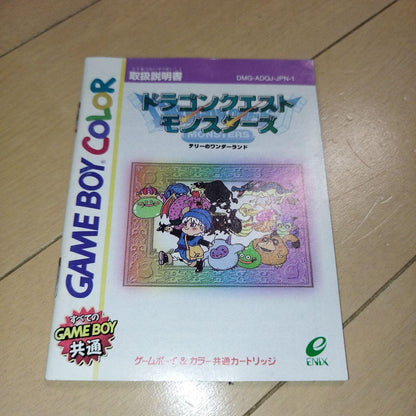 取扱説明書
DMG-ADQJ-JPN-1
ドラゴンクエスト
モンスターズ
MONSTERS
テリーのワンダーランド
GAME BOY COLOR
すべての
GAME BOY
共通
ゲームボーイ&カラー共通カートリッジ
ENIX